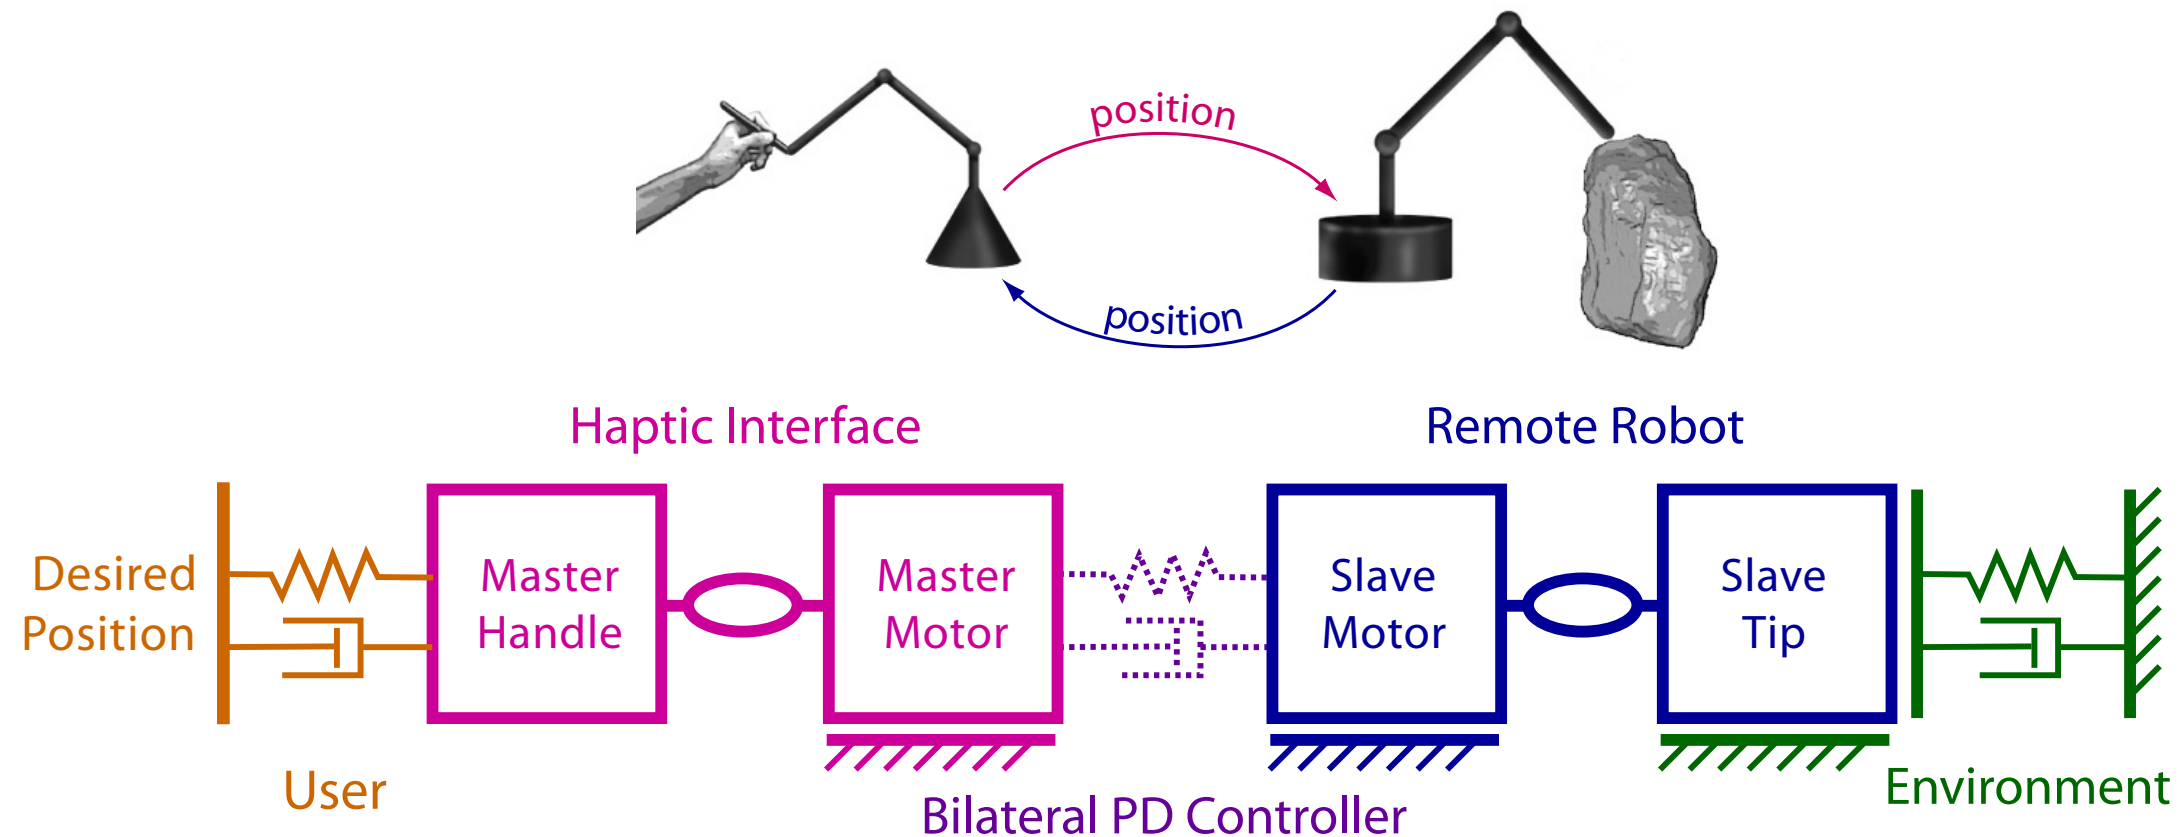 position
position
Haptic Interface
Remote Robot
Desired
Position
Master
Handle
Master
Motor
Slave
Motor
Slave
Tip
User
Bilateral PD Controller
Environment